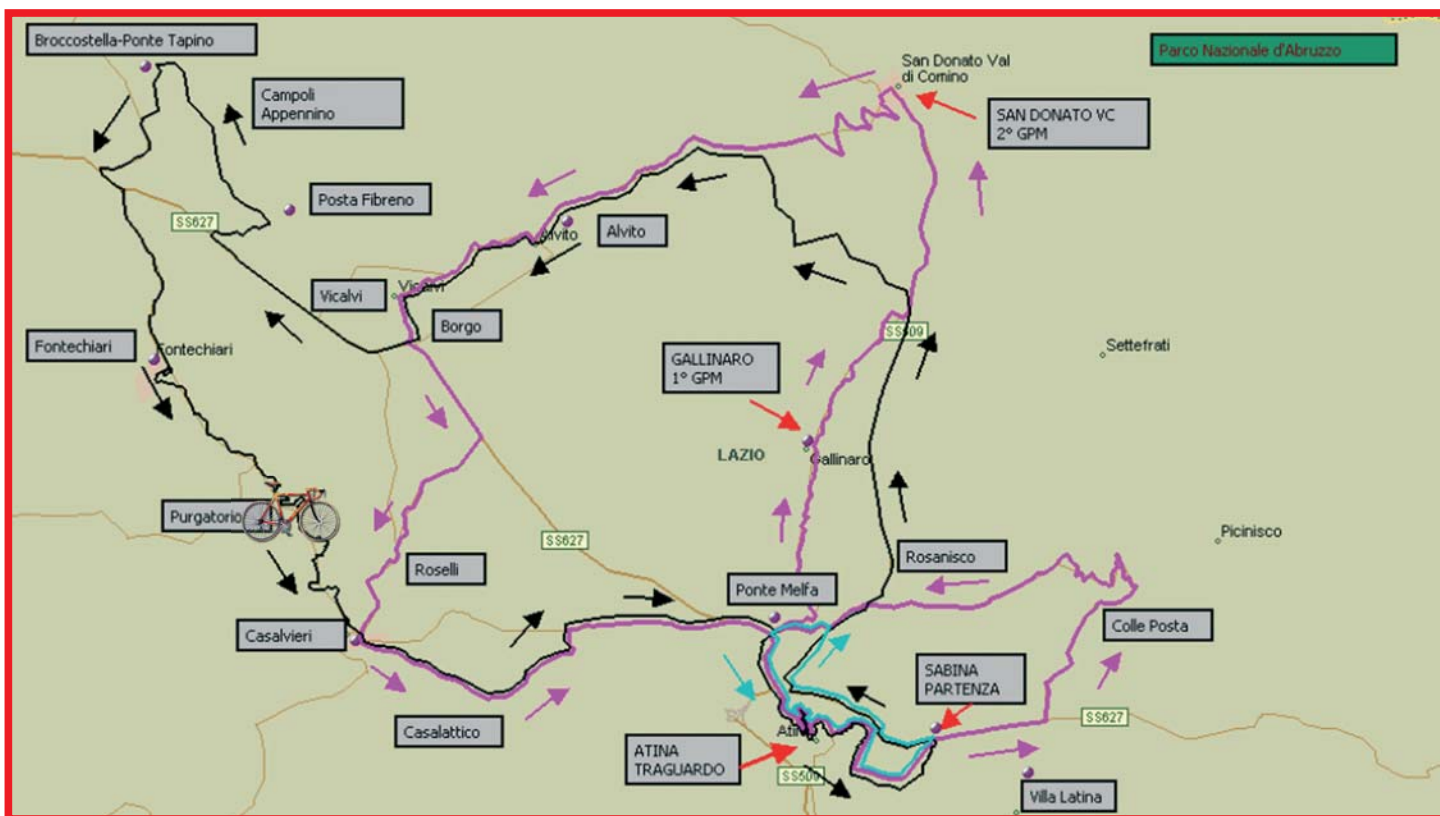 Broccostella-Ponte Tapino
Parco Nazionale d'Abruzzo
San Donato Val
di Comino
Campoli
Appennino
SAN DONATO VC
2° GPM
Posta Fibreno
SS627
Alvito
Alvito
Vicalvi
Vicalvi
Borgo
SS509
Fontechiari
Fontechiari
Settefrati
GALLINARO
1° GPM
LAZIO
Gallinaro
Purgatorio
Picinisco
SS627
Rosanisco
Roselli
Ponte Melfa
Casalvieri
Colle Posta
SABINA
PARTENZA
SS627
Casalattico
Atina
ATINA
TRAGUARDO
SS509
Villa Latina